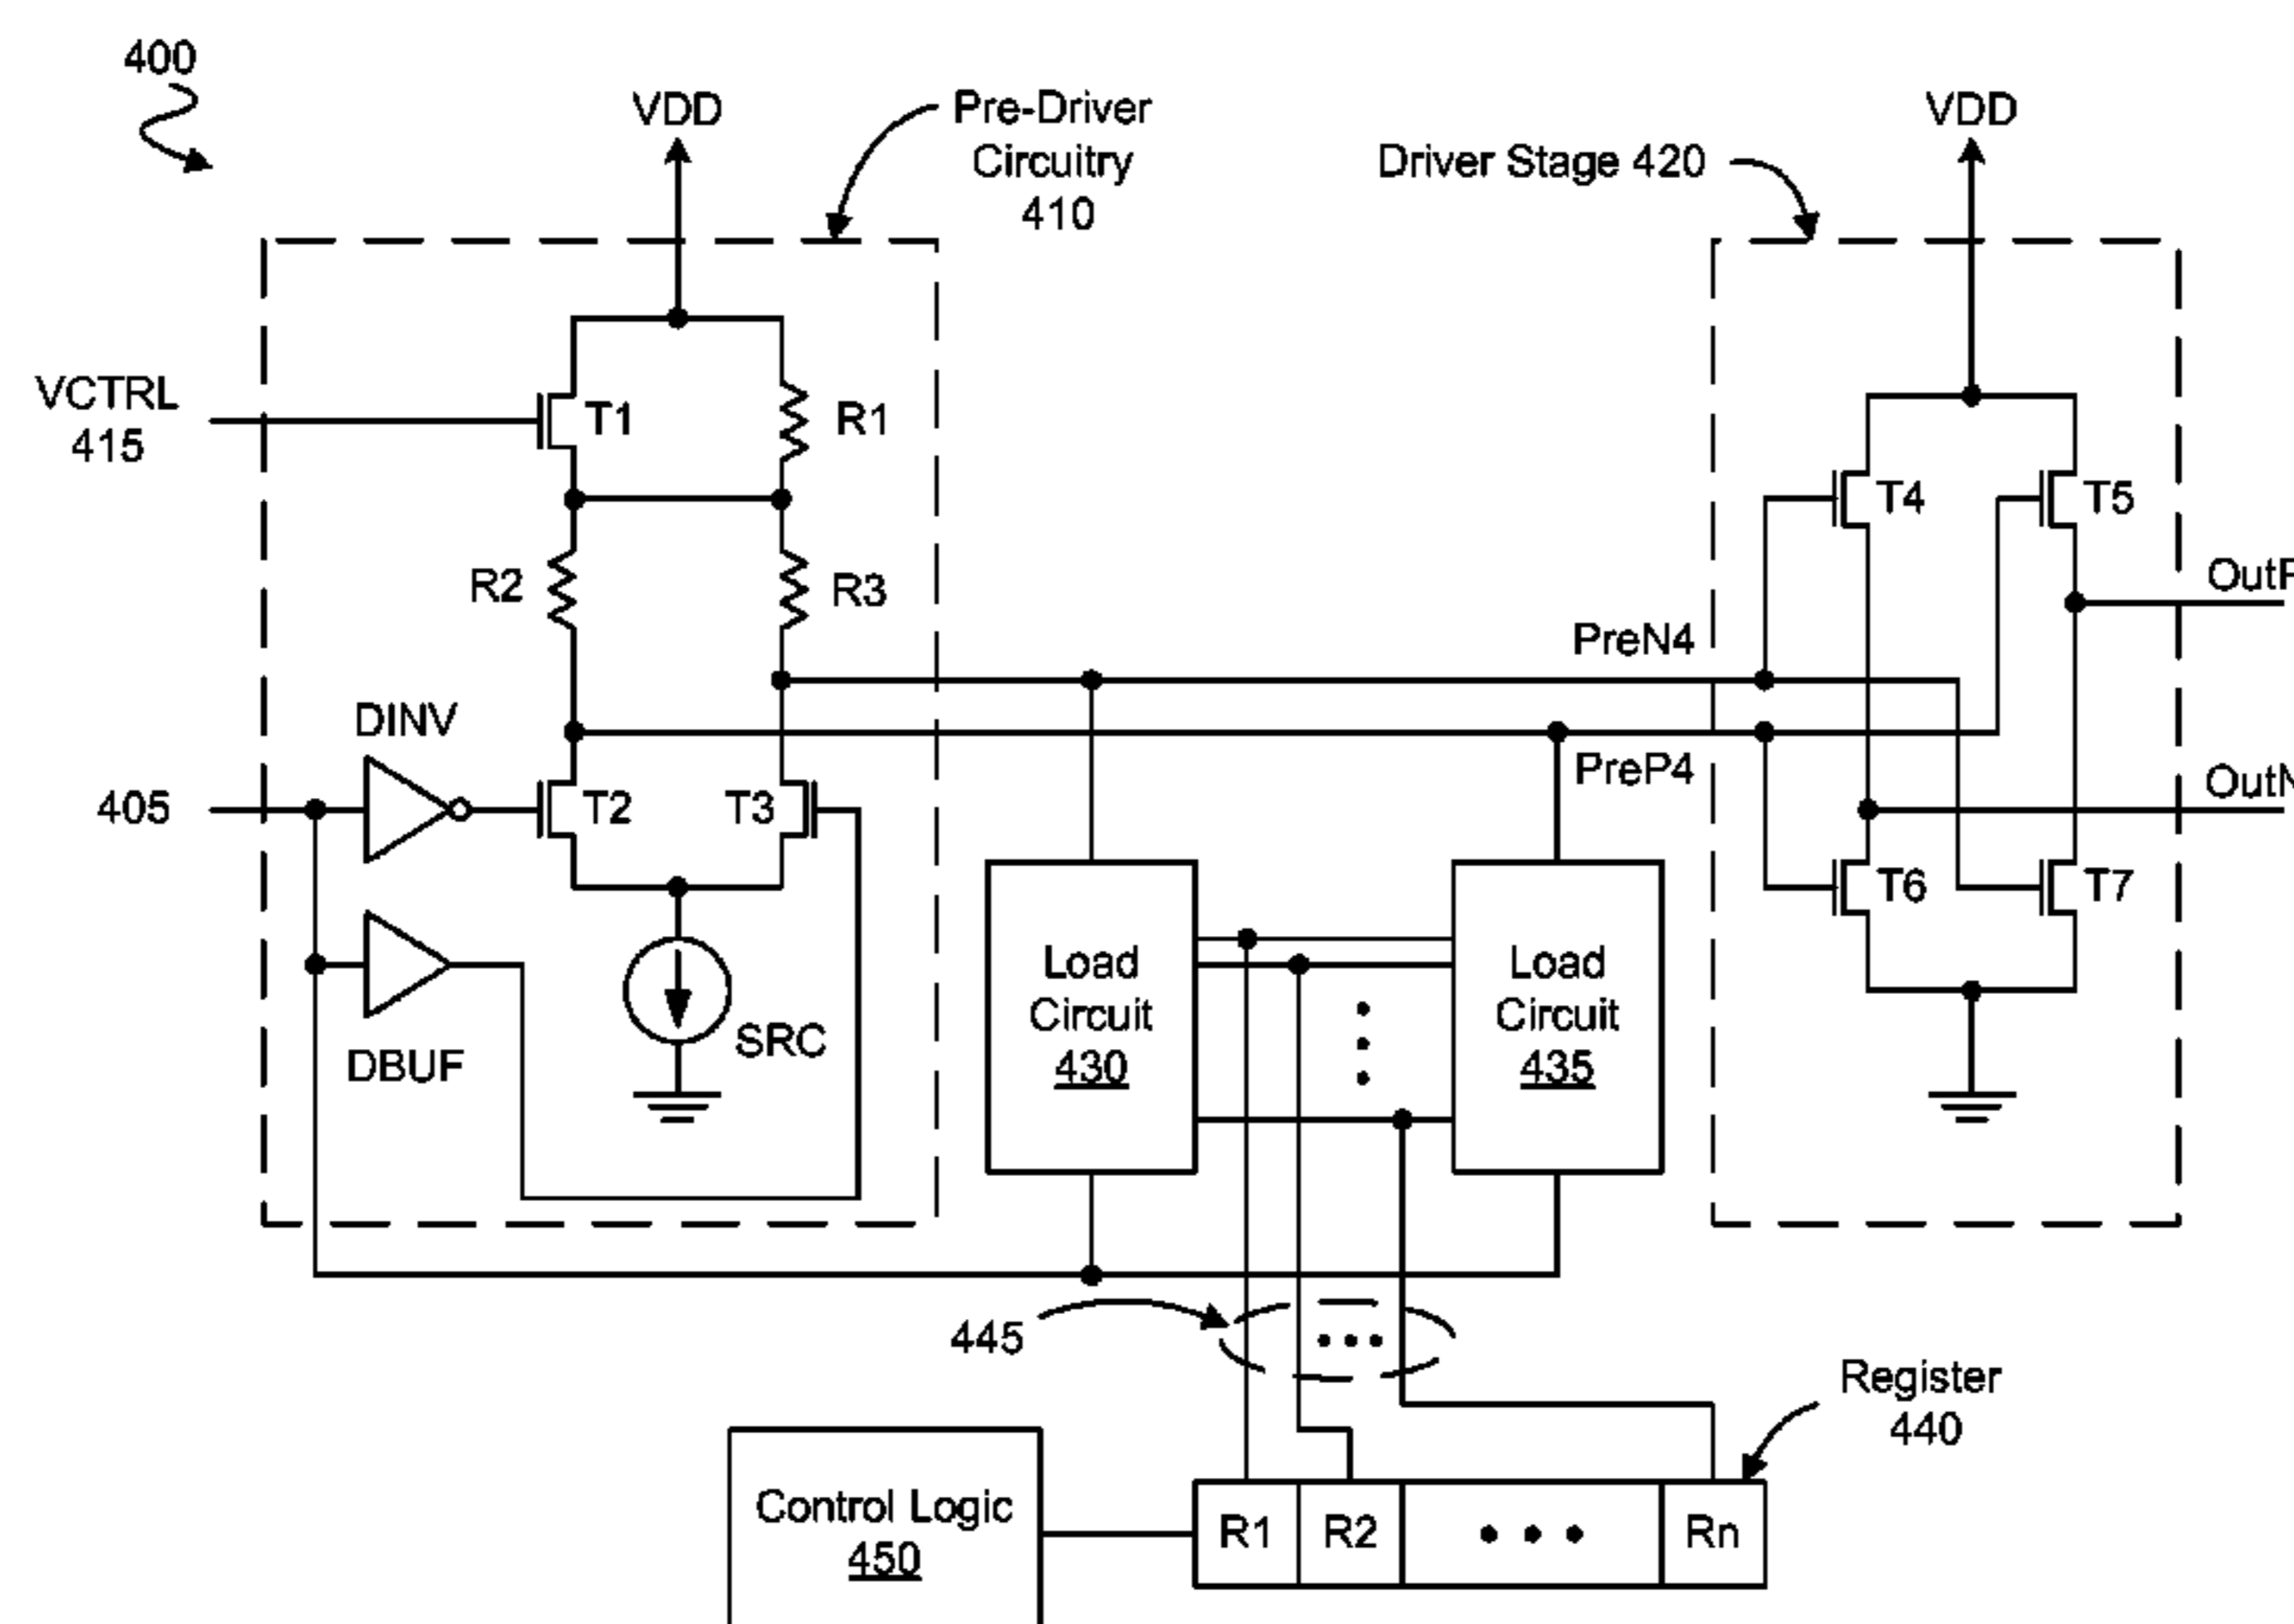 400
VDD
Pre-Driver
Circuitry
410
Driver Stage 420
VDD
VCTRL
415
T1
R1
T4
T5
R2
R3
PreN4
DINV
PreP4
405
T2
T3
T6
T7
Load
Circuit
430
Load
Circuit
435
SRC
DBUF
445
Register
440
Control Logic
450
R1
R2
Rn